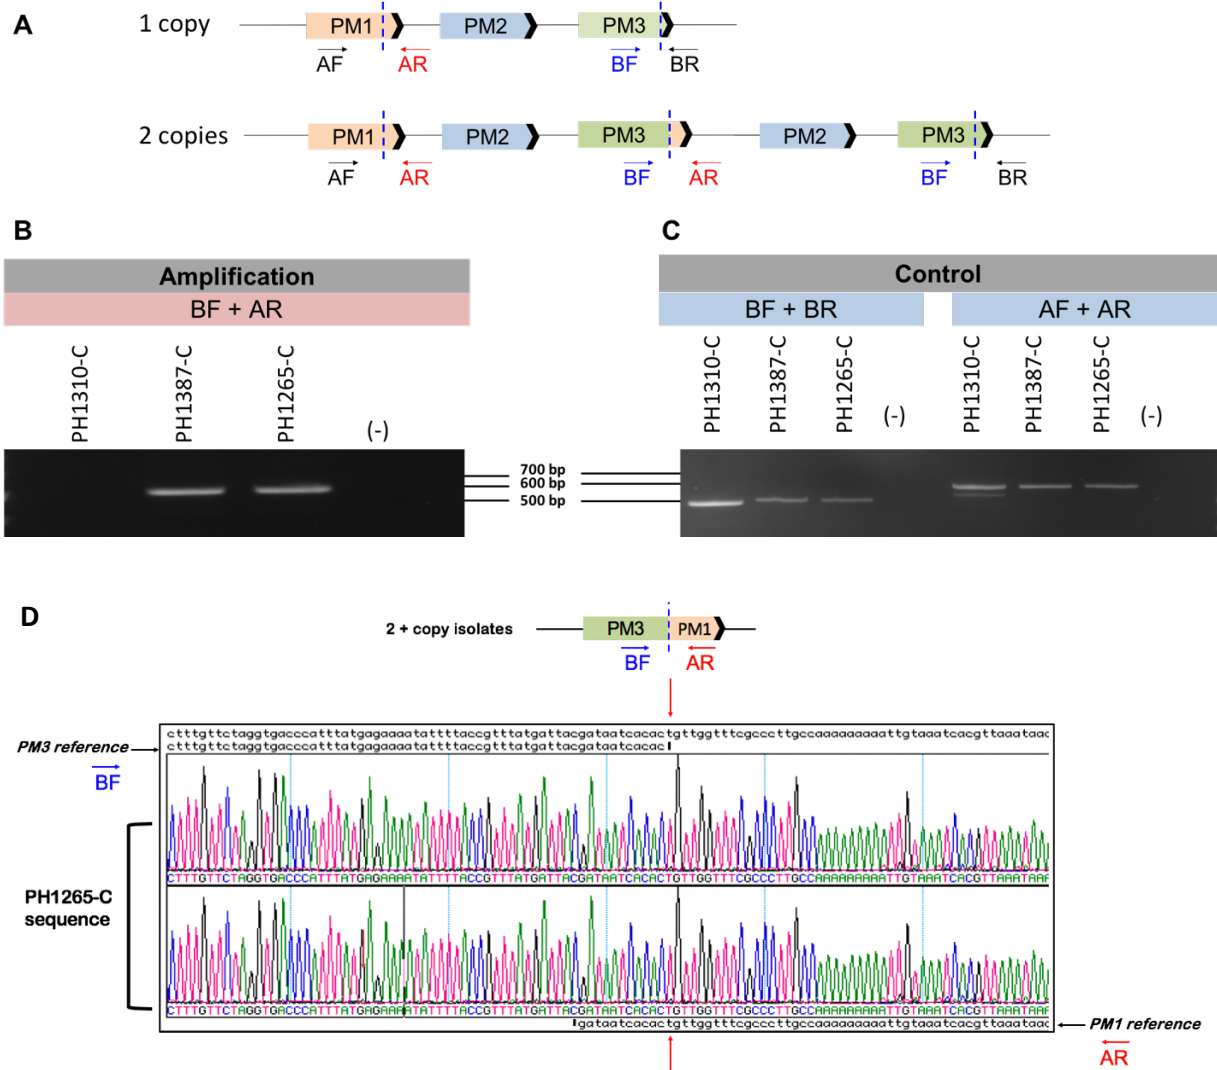 A
1 copy
PM1 PM2 PM3
AF AR BF BR
2 copies
PM1 PM2 PM3 PM2 PM3
AF AR BF AR BF BR
B
Amplification
BF + AR
PH1310-C PH1387-C PH1265-C (-)
C
Control
BF + BR AF + AR
PH1310-C PH1387-C PH1265-C (-) PH1310-C PH1387-C PH1265-C (-)
700 bp
600 bp
500 bp
D
2 + copy isolates
PM3 PM1
BF AR
ctttgttctaggtgacccatttatgagaaaatattttaccgtttatgattacgataatcacactgttggtttcgcccttgccaaaaaaaaaattgtaaatcacgttaaataac
PM3 reference
ctttgttctaggtgacccatttatgagaaaatattttaccgtttatgattacgataatcacac
BF
CTTTGTTCTAGGTGACCCATTTATGAGAAAATATTTTACCGTTTATGATTACGATAATCACACTGTTGGTTTCGCCCTTGCCAAAAAAAAAATTGTAAATCACGTTAAATAAA
PH1265-C
sequence
CTTTGTTCTAGGTGACCCATTTATGAGAAAATATTTTACCGTTTATGATTACGATAATCACACTGTTGGTTTCGCCCTTGCCAAAAAAAAAATTGTAAATCACGTTAAATAAA
gataatcacactgttggtttcgcccttgccaaaaaaaaaattgtaaatcacgttaaataac
PM1 reference
AR